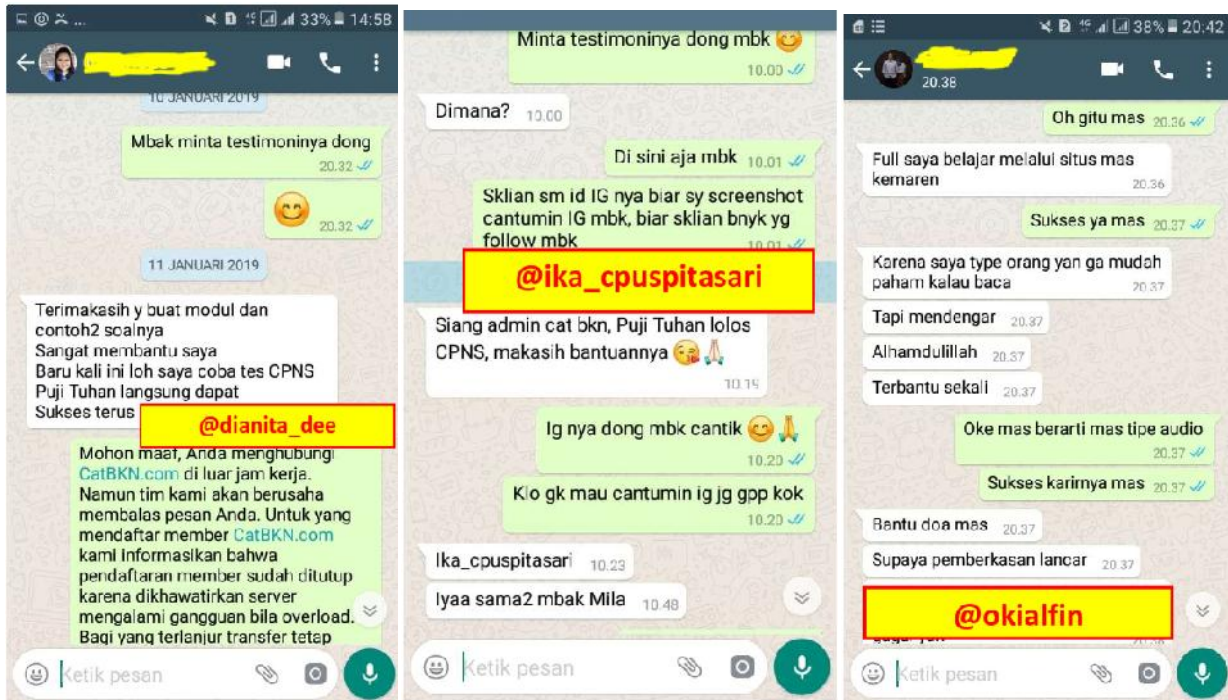 33% 14:58
10 JANUARI 2019
Mbak minta testimoninya dong
20.32
20.32
11 JANUARI 2019
Terimakasih y buat modul dan
contoh2 soalnya
Sangat membantu saya
Baru kali ini loh saya coba tes CPNS
Puji Tuhan langsung dapat
Sukses terus
@dianita_dee
Mohon maaf, Anda menghubungi
CatBKN.com di luar jam kerja.
Namun tim kami akan berusaha
membalas pesan Anda. Untuk yang
mendaftar member CatBKN.com
kami informasikan bahwa
pendaftaran member sudah ditutup
karena dikhawatirkan server
mengalami gangguan bila overload.
Bagi yang terlanjur transfer tetap
Ketik pesan
Minta testimoninya dong mbk
10.00
Dimana? 10.00
Di sini aja mbk 10.01
Sklian sm id IG nya biar sy screenshot
cantumin IG mbk, biar sklian bnyk yg
follow mbk
10.01
@ika_cpuspitasari
Siang admin cat bkn, Puji Tuhan lolos
CPNS, makasih bantuannya
10.19
Ig nya dong mbk cantik
10.20
Klo gk mau cantumin ig jg gpp kok
10.20
Ika_cpuspitasari 10.23
Iyaa sama2 mbak Mila 10.48
Ketik pesan
38% 20:42
20.38
Oh gitu mas 20.36
Full saya belajar melalui situs mas
kemaren
20.36
Sukses ya mas 20.37
Karena saya type orang yan ga mudah
paham kalau baca
20.37
Tapi mendengar 20.37
Alhamdulillah 20.37
Terbantu sekali 20.37
Oke mas berarti mas tipe audio
20.37
Sukses karirnya mas 20.37
Bantu doa mas 20.37
Supaya pemberkasan lancar 20.37
@okialfin
Ketik pesan